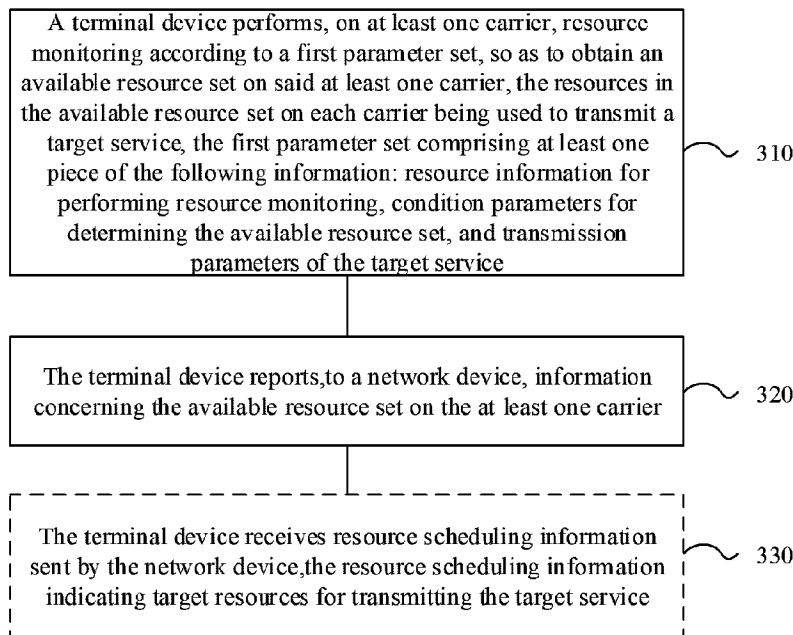 A terminal device performs, on at least one carrier, resource
monitoring according to a first parameter set, so as to obtain an
available resource set on said at least one carrier, the resources in
the available resource set on each carrier being used to transmit a
target service, the first parameter set comprising at least one
piece of the following information: resource information for
performing resource monitoring, condition parameters for
determining the available resource set, and transmission
parameters of the target service
310
The terminal device reports,to a network device, information
concerning the available resource set on the at least one carrier
320
The terminal device receives resource scheduling information
sent by the network device,the resource scheduling information
indicating target resources for transmitting the target service
330